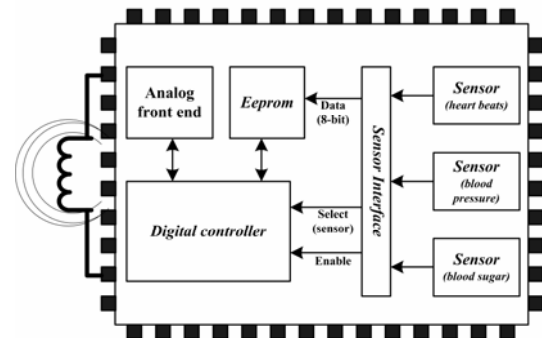 Analog
front end
Eeprom
Data
(8-bit)
Sensor Interface
Sensor
(heart beats)
Sensor
(blood
pressure)
Digital controller
Select
(sensor)
Enable
Sensor
(blood sugar)